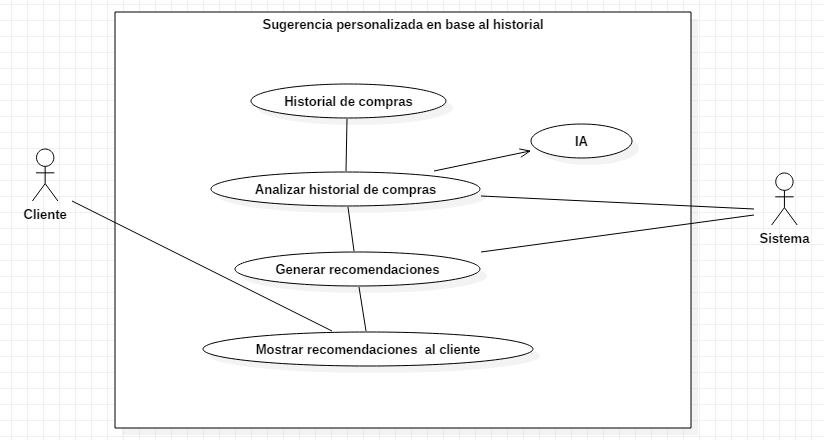 Sugerencia personalizada en base al historial
Historial de compras
IA
Analizar historial de compras
Cliente
Sistema
Generar recomendaciones
Mostrar recomendaciones  al cliente